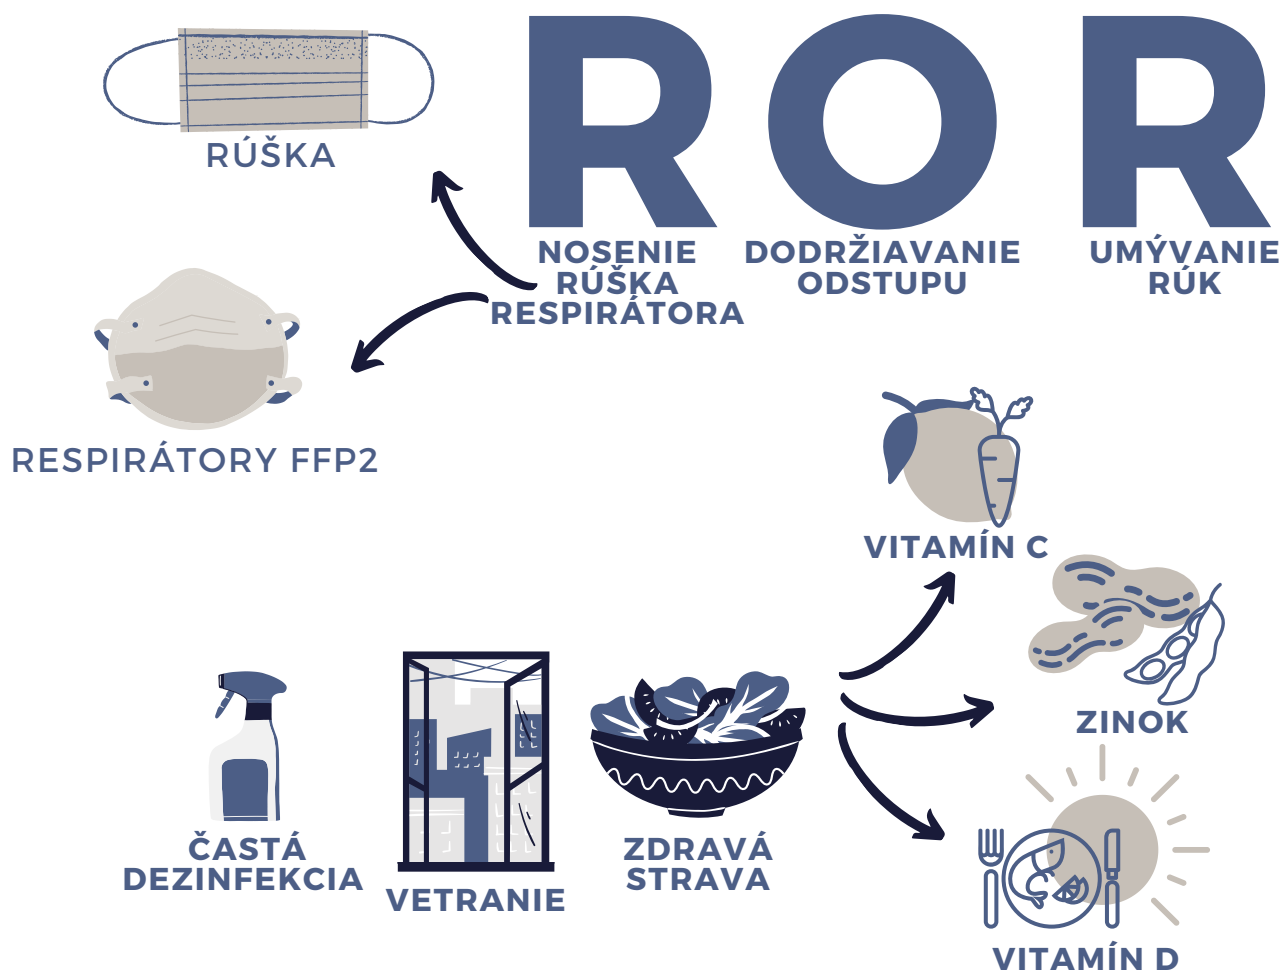 R O R
RÚŠKA
NOSENIE
RÚŠKA
RESPIRÁTORA
DODRŽIAVANIE
ODSTUPU
UMÝVANIE
RÚK
RESPIRÁTORY FFP2
VITAMÍN C
ZINOK
ČASTÁ
DEZINFEKCIA
VETRANIE
ZDRAVÁ
STRAVA
VITAMÍN D